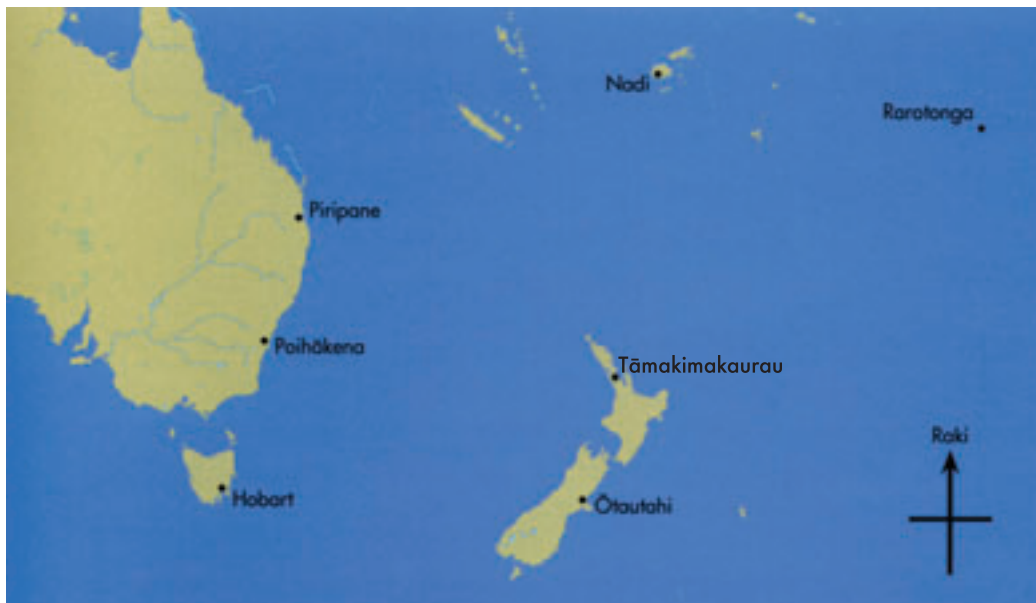 Nadi
Rarotonga
Piripane
Poihākena
Tāmakimakaurau
Raki
Hobart
Ōtautahi